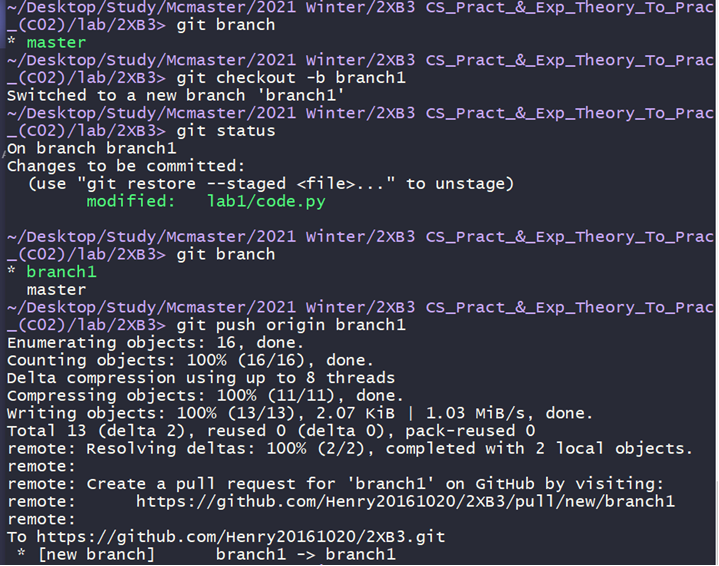 ~/Desktop/Study/Mcmaster/2021 Winter/2XB3 CS_Pract_&_Exp_Theory_To_Prac
_(CO2)/lab/2XB3> git branch
* master
~/Desktop/Study/Mcmaster/2021 Winter/2XB3 CS_Pract_&_Exp_Theory_To_Prac
_(CO2)/lab/2XB3> git checkout -b branch1
Switched to a new branch 'branch1'
~/Desktop/Study/Mcmaster/2021 Winter/2XB3 CS_Pract_&_Exp_Theory_To_Prac
_(CO2)/lab/2XB3> git status
On branch branch1
Changes to be committed:
  (use "git restore --staged <file>..." to unstage)
        modified:   lab1/code.py
~/Desktop/Study/Mcmaster/2021 Winter/2XB3 CS_Pract_&_Exp_Theory_To_Prac
_(CO2)/lab/2XB3> git branch
* branch1
  master
~/Desktop/Study/Mcmaster/2021 Winter/2XB3 CS_Pract_&_Exp_Theory_To_Prac
_(CO2)/lab/2XB3> git push origin branch1
Enumerating objects: 16, done.
Counting objects: 100% (16/16), done.
Delta compression using up to 8 threads
Compressing objects: 100% (11/11), done.
Writing objects: 100% (13/13), 2.07 KiB | 1.03 MiB/s, done.
Total 13 (delta 2), reused 0 (delta 0), pack-reused 0
remote: Resolving deltas: 100% (2/2), completed with 2 local objects.
remote:
remote: Create a pull request for 'branch1' on GitHub by visiting:
remote:      https://github.com/Henry20161020/2XB3/pull/new/branch1
remote:
To https://github.com/Henry20161020/2XB3.git
 * [new branch]      branch1 -> branch1